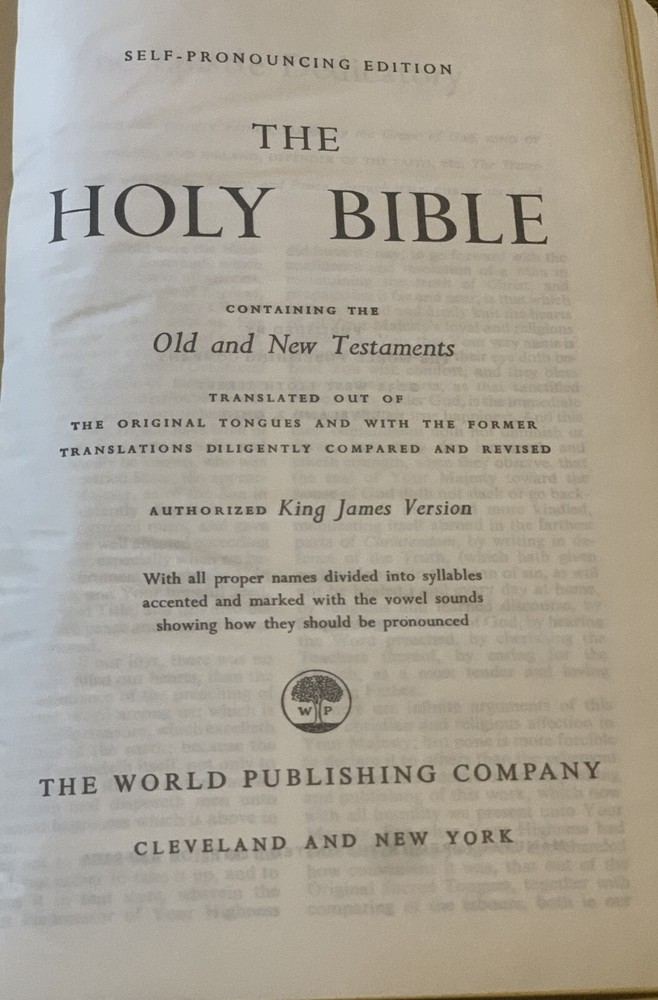 SELF-PRONOUNCING EDITION
THE
HOLY BIBLE
CONTAINING THE
Old and New Testaments
TRANSLATED OUT OF
THE ORIGINAL TONGUES AND WITH THE FORMER
TRANSLATIONS DILIGENTLY COMPARED AND REVISED
AUTHORIZED King James Version
With all proper names divided into syllables
accented and marked with the vowel sounds
showing how they should be pronounced
W P
THE WORLD PUBLISHING COMPANY
CLEVELAND AND NEW YORK